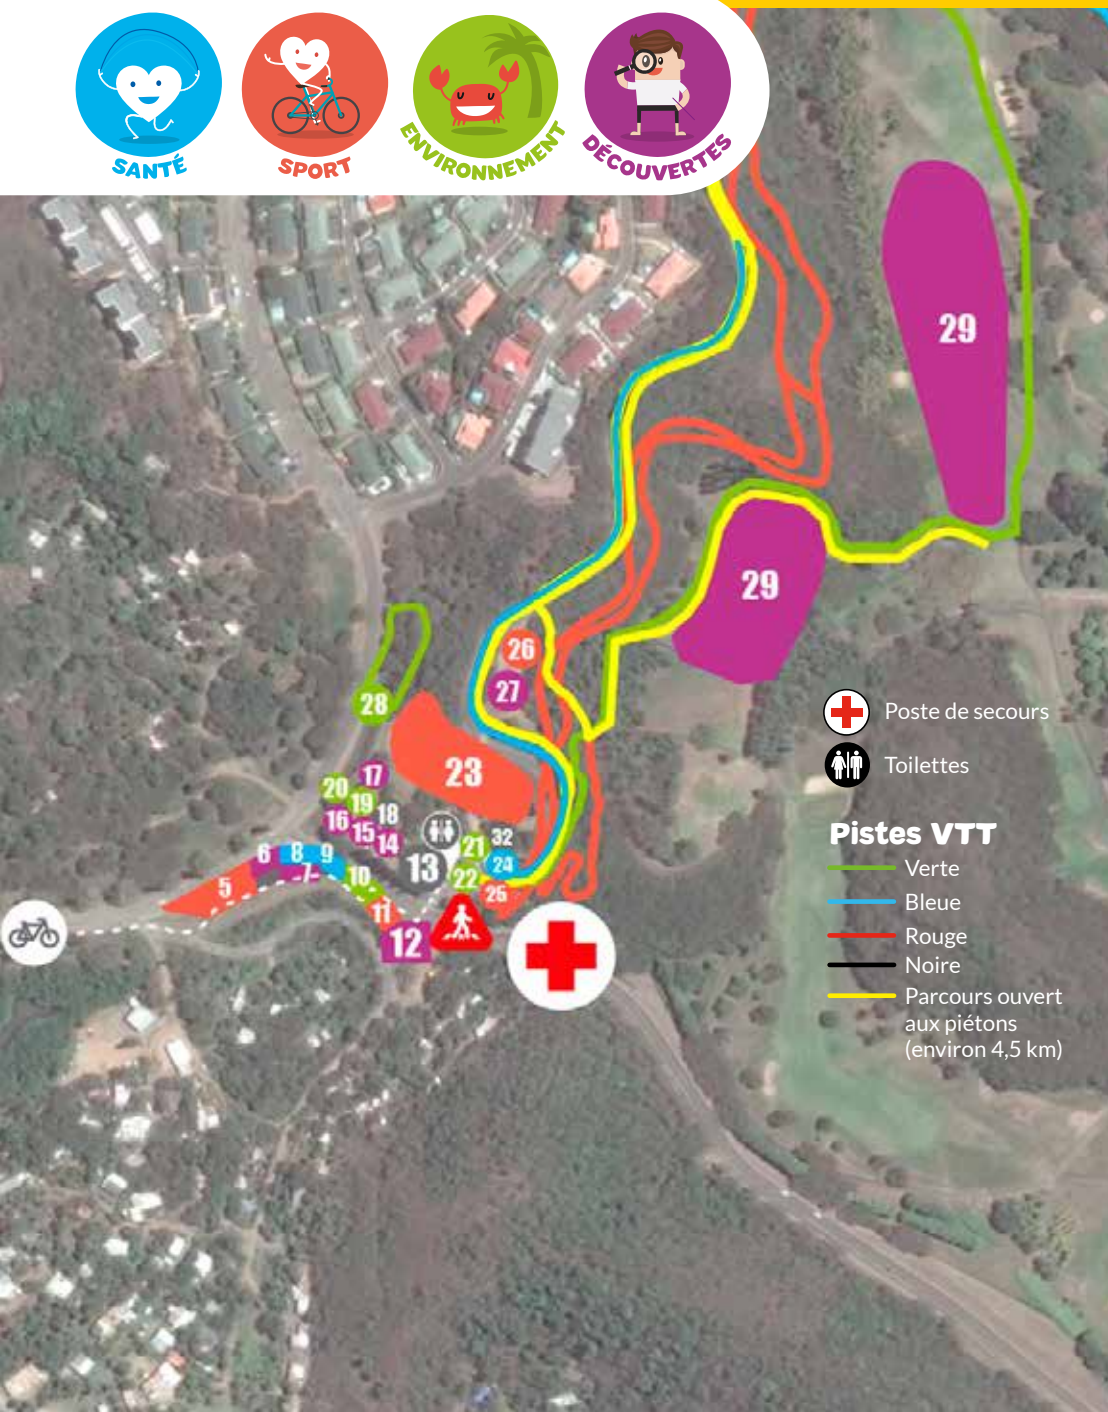 SANTÉ
SPORT
ENVIRONNEMENT
DÉCOUVERTES
29
29
26
27
28
23
17
20
19
18
16
15
14
32
21
13
24
22
25
6
8
9
7
10
5
11
12
Poste de secours
Toilettes
Pistes VTT
Verte
Bleue
Rouge
Noire
Parcours ouvert
aux piétons
(environ 4,5 km)